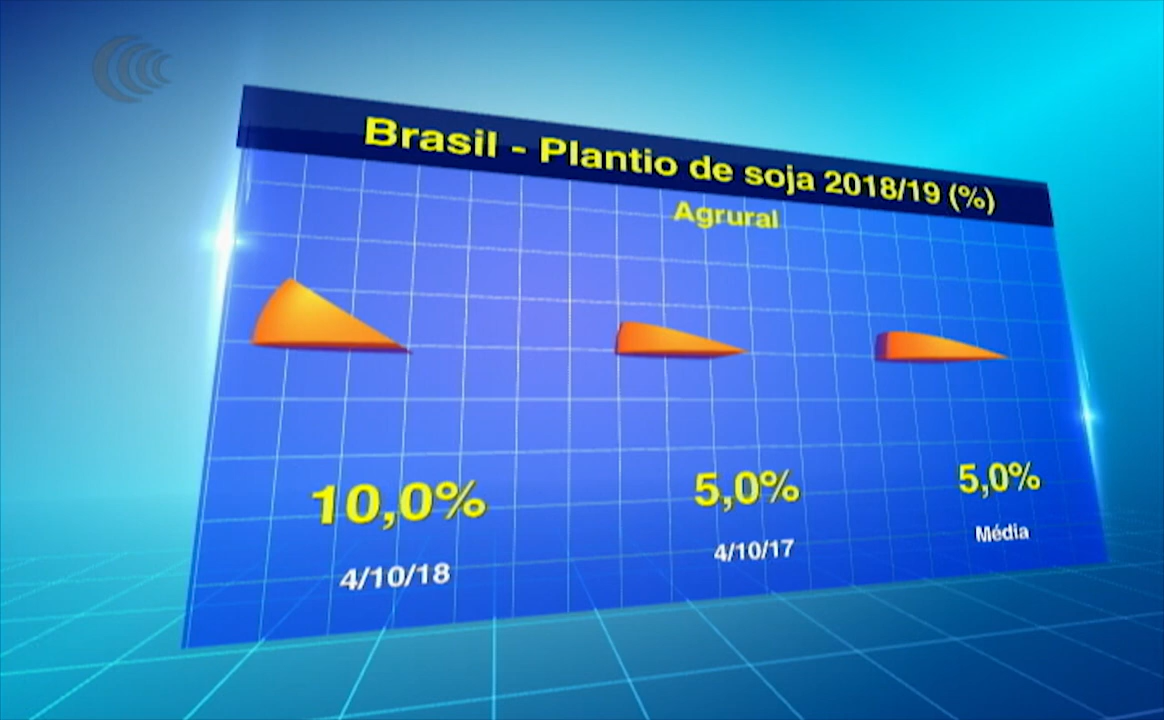 Brasil - Plantio de soja 2018/19 (%)
Agrural
10,0% 5,0% 5,0%
4/10/18 4/10/17 Média